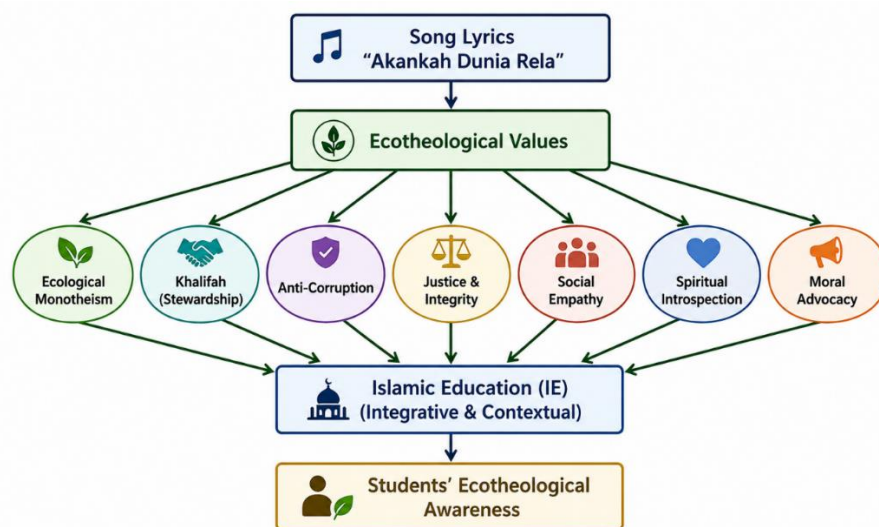 Song Lyrics
“Akankah Dunia Rela”
Ecotheological Values
Ecological
Monotheism
Khalifah
(Stewardship)
Anti-Corruption
Justice &
Integrity
Social
Empathy
Spiritual
Introspection
Moral
Advocacy
Islamic Education (IE)
(Integrative & Contextual)
Students’ Ecotheological
Awareness